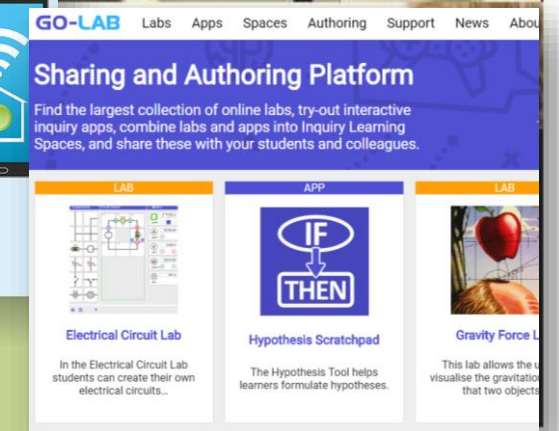 GO-LAB Labs Apps Spaces Authoring Support News
Sharing and Authoring Platform
Find the largest collection of online labs, try-out interactive
inquiry apps, combine labs and apps into Inquiry Learning
Spaces, and share these with your students and colleagues.
LAB
Electrical Circuit Lab
In the Electrical Circuit Lab
students can create their own
electrical circuits...
APP
IF
THEN
Hypothesis Scratchpad
The Hypothesis Tool helps
learners formulate hypotheses.
LAB
Gravity Force
This lab allows the
visualise the
that two objects